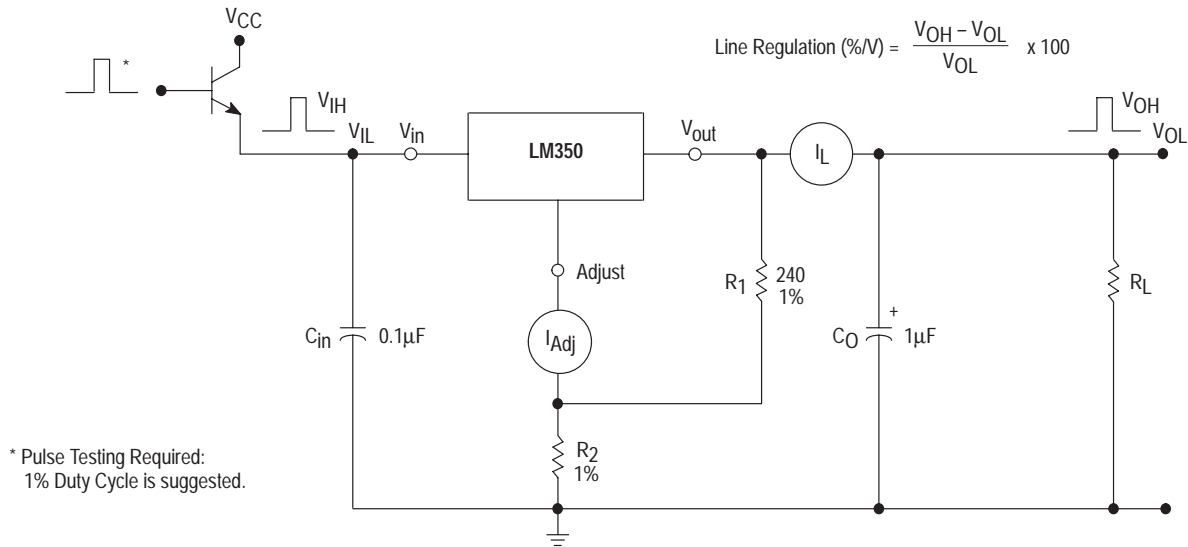 VCC
Line Regulation (%/V) = VOH – VOL / VOL x 100
*
VIH
VIL
Vin
LM350
Vout
IL
VOH
VOL
Adjust
R1
240
1%
RL
Cin
0.1µF
IAdj
CO
+
1µF
R2
1%
* Pulse Testing Required:
1% Duty Cycle is suggested.